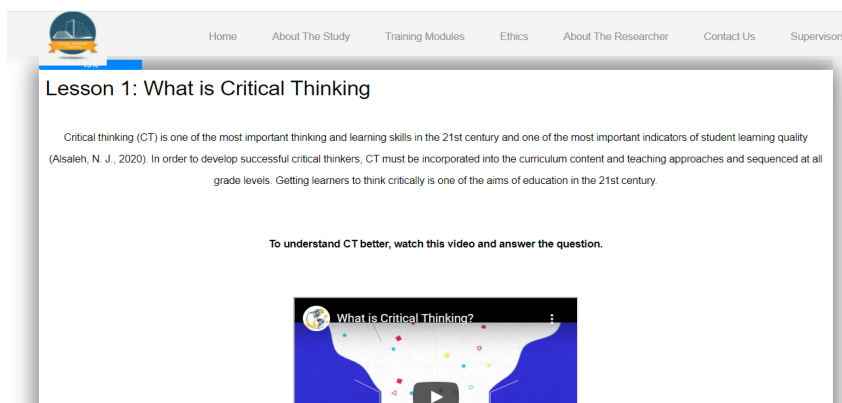 Home About The Study Training Modules Ethics About The Researcher Contact Us Supervisors
Lesson 1: What is Critical Thinking
Critical thinking (CT) is one of the most important thinking and learning skills in the 21st century and one of the most important indicators of student learning quality
(Alsaleh, N. J., 2020). In order to develop successful critical thinkers, CT must be incorporated into the curriculum content and teaching approaches and sequenced at all
grade levels. Getting learners to think critically is one of the aims of education in the 21st century.
To understand CT better, watch this video and answer the question.
What is Critical Thinking?